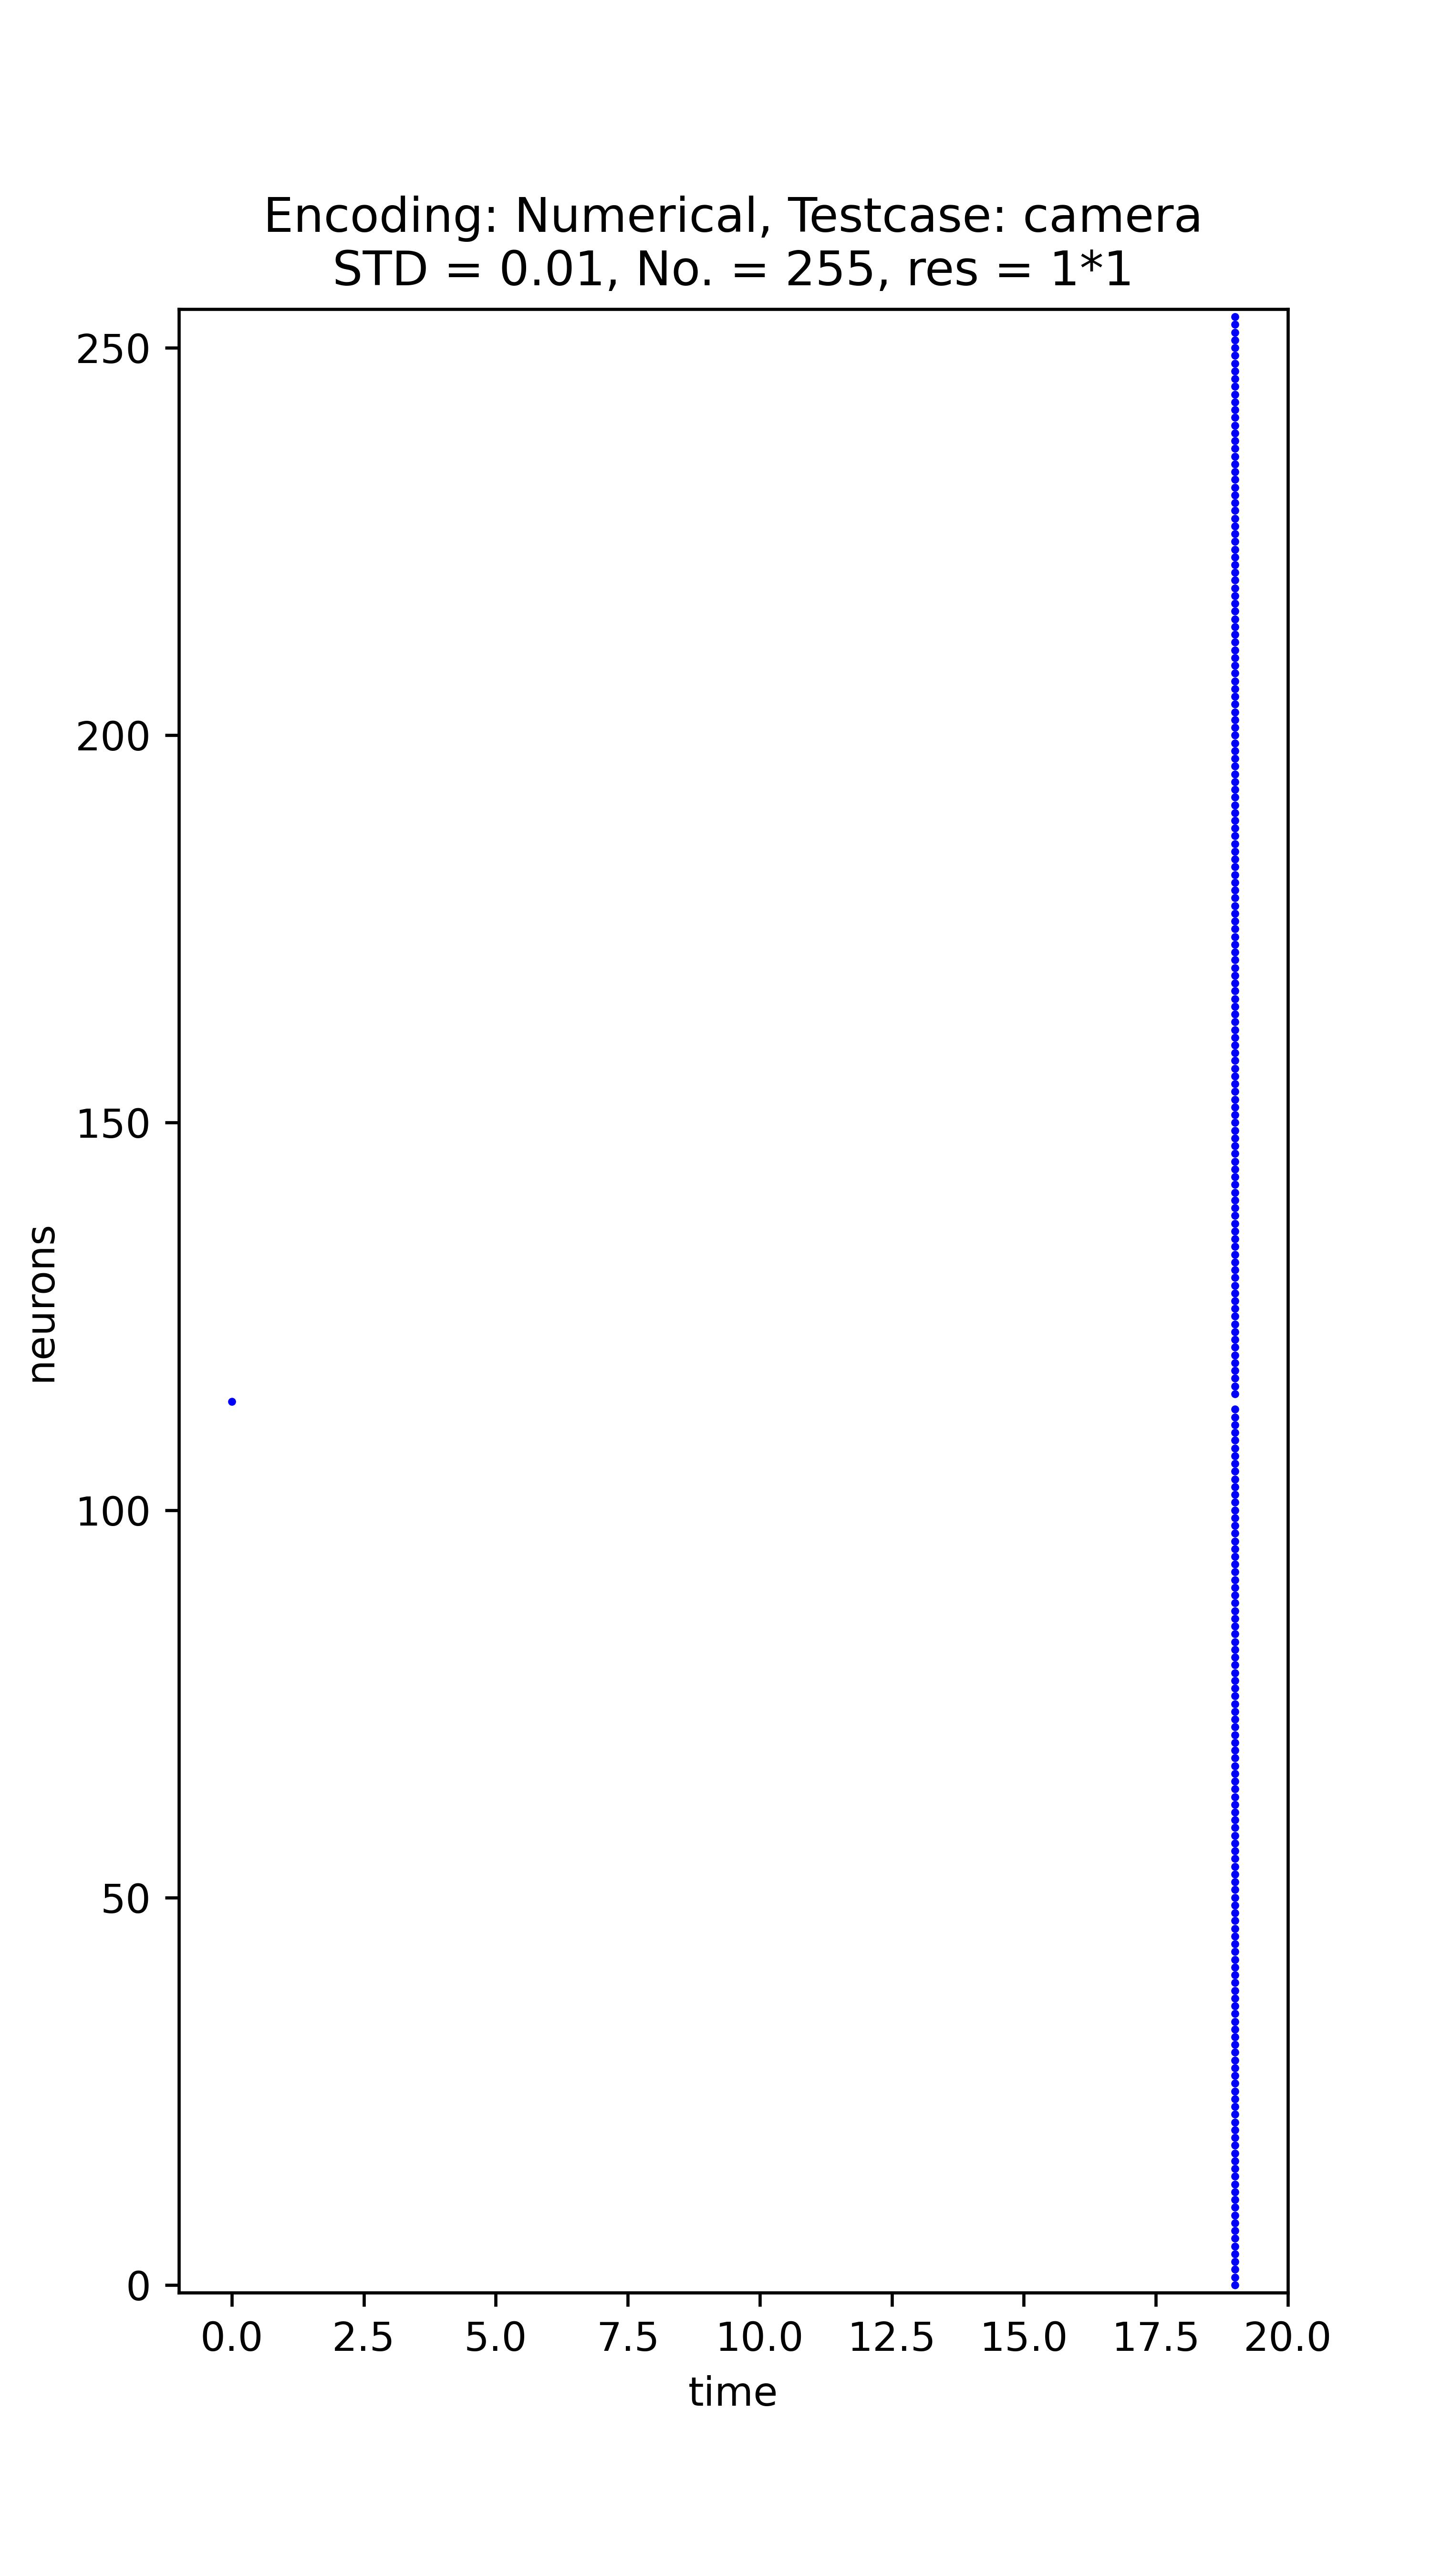 Encoding: Numerical, Testcase: camera
STD = 0.01, No. = 255, res = 1*1
250
200
150
100
50
0
neurons
0.0 2.5 5.0 7.5 10.0 12.5 15.0 17.5 20.0
time